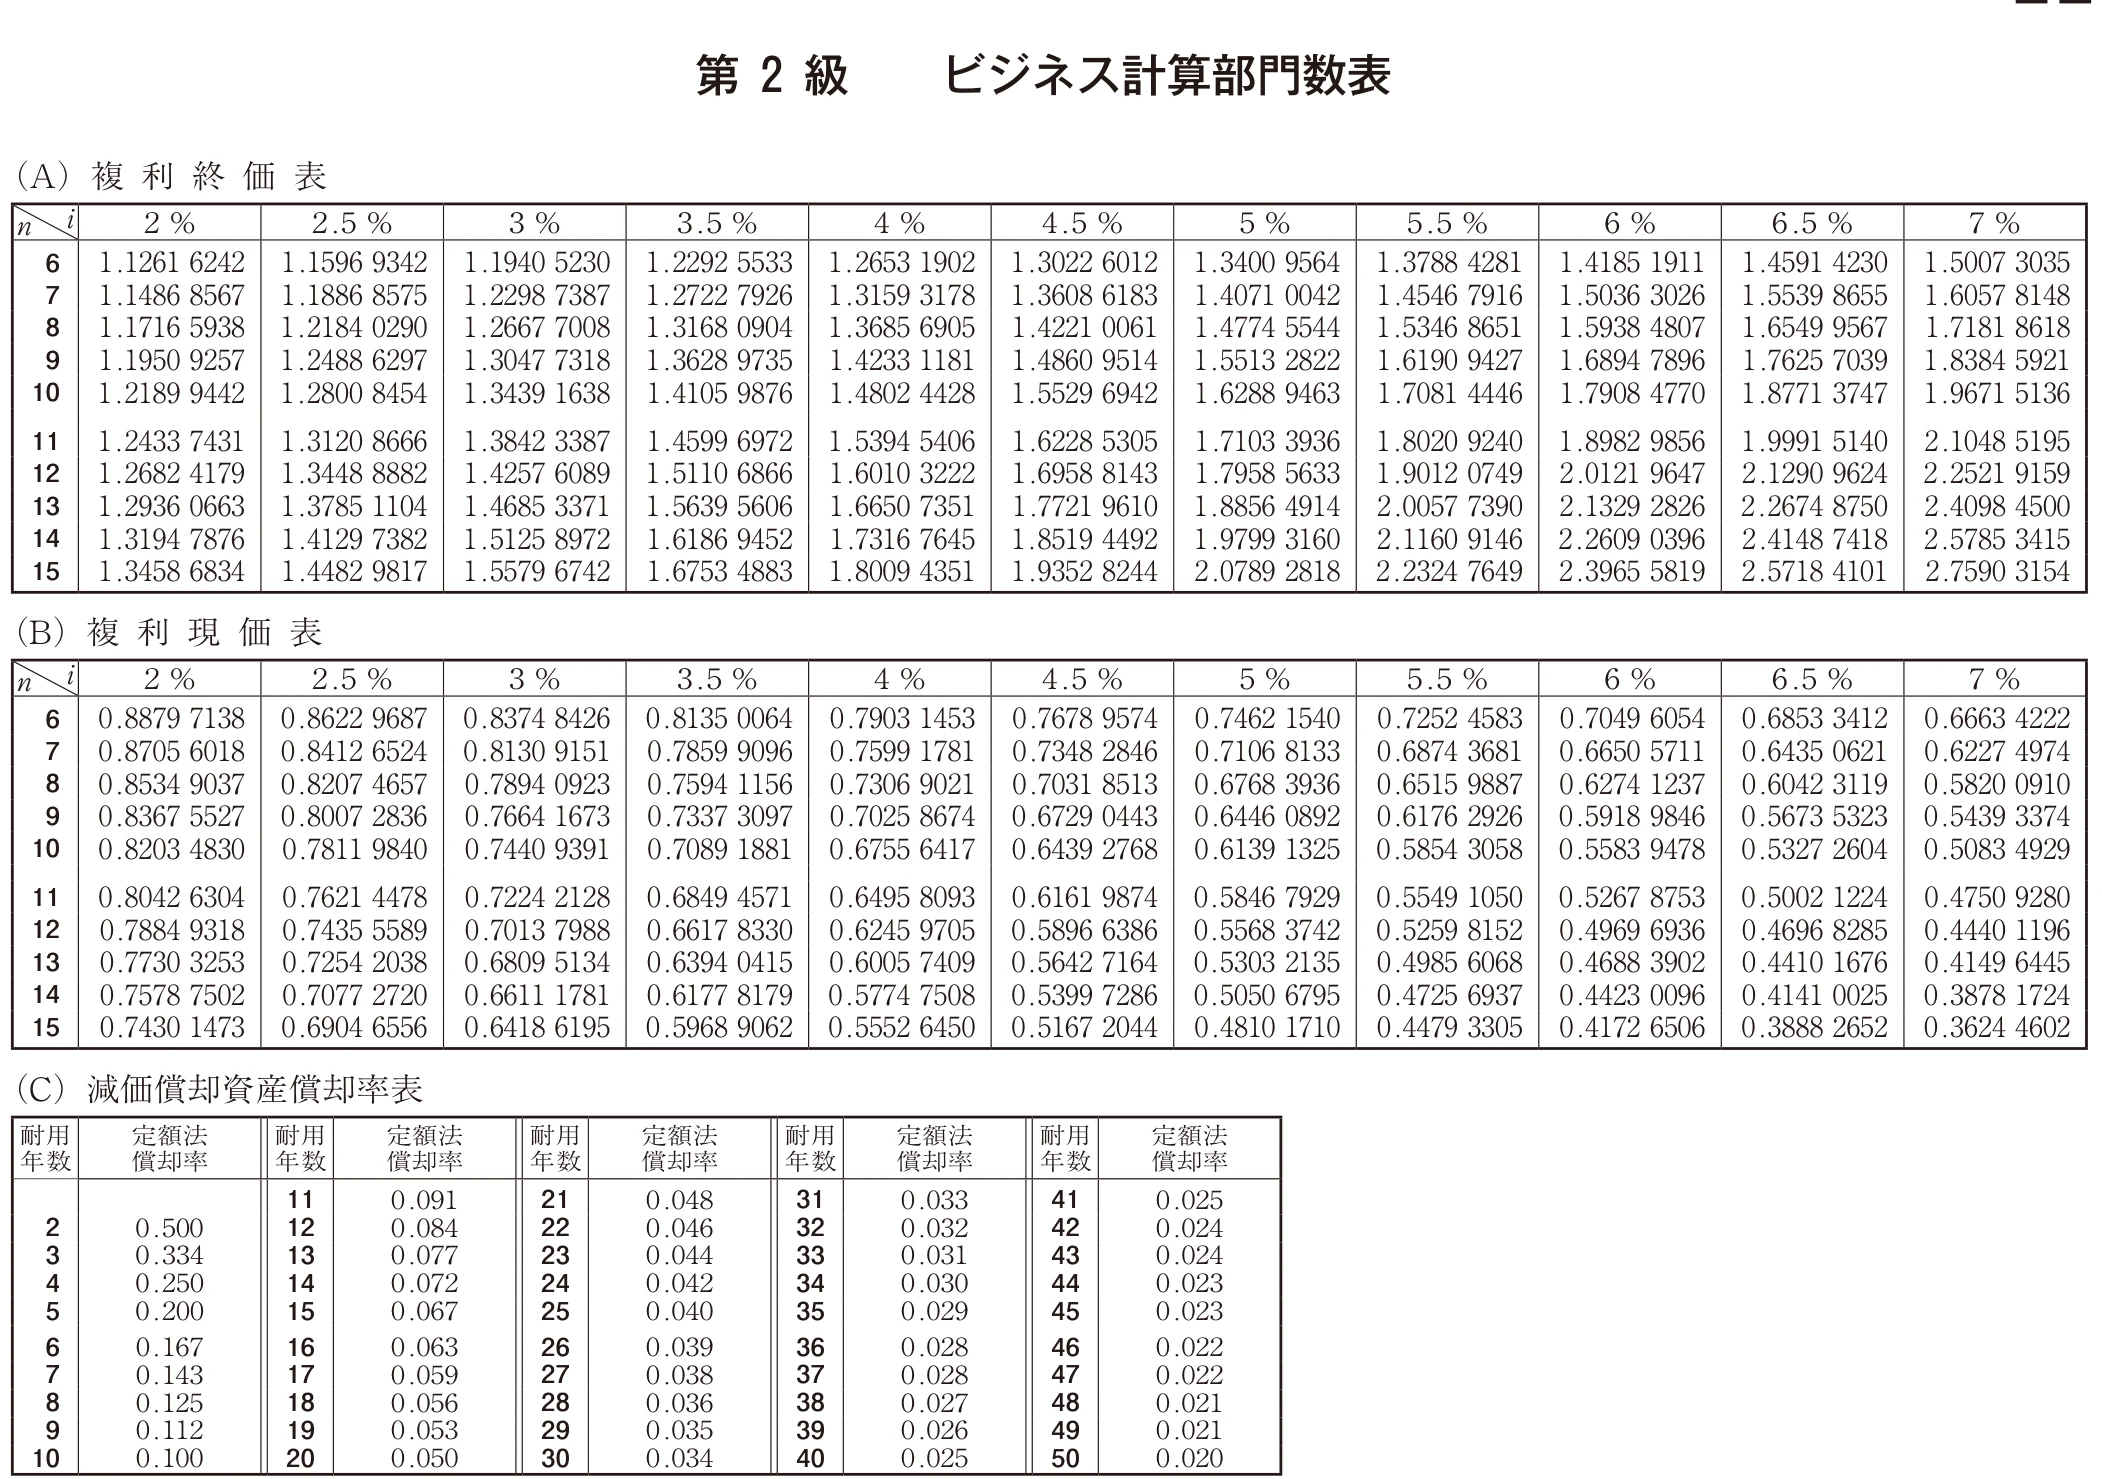 第 2 級 ビジネス計算部門数表
(A) 複利終価表
n i 2% 2.5% 3% 3.5% 4% 4.5% 5% 5.5% 6% 6.5% 7%
6 1.1261 6242 1.1596 9342 1.1940 5230 1.2292 5533 1.2653 1902 1.3022 6012 1.3400 9564 1.3788 4281 1.4185 1911 1.4591 4230 1.5007 3035
7 1.1486 8567 1.1886 8575 1.2298 7387 1.2722 7926 1.3159 3178 1.3608 6183 1.4071 0042 1.4546 7916 1.5036 3026 1.5539 8655 1.6057 8148
8 1.1716 5938 1.2184 0290 1.2667 7008 1.3168 0904 1.3685 6905 1.4221 0061 1.4774 5544 1.5346 8651 1.5938 4807 1.6549 9567 1.7181 8618
9 1.1950 9257 1.2488 6297 1.3047 7318 1.3628 9735 1.4233 1181 1.4860 9514 1.5513 2822 1.6190 9427 1.6894 7896 1.7625 7039 1.8384 5921
10 1.2189 9442 1.2800 8454 1.3439 1638 1.4105 9876 1.4802 4428 1.5529 6942 1.6288 9463 1.7081 4446 1.7908 4770 1.8771 3747 1.9671 5136
11 1.2433 7431 1.3120 8666 1.3842 3387 1.4599 6972 1.5394 5406 1.6228 5305 1.7103 3936 1.8020 9240 1.8982 9856 1.9991 5140 2.1048 5195
12 1.2682 4179 1.3448 8882 1.4257 6089 1.5110 6866 1.6010 3222 1.6958 8143 1.7958 5633 1.9012 0749 2.0121 9647 2.1290 9624 2.2521 9159
13 1.2936 0663 1.3785 1104 1.4685 3371 1.5639 5606 1.6650 7351 1.7721 9610 1.8856 4914 2.0057 7390 2.1329 2826 2.2674 8750 2.4098 4500
14 1.3194 7876 1.4129 7382 1.5125 8972 1.6186 9452 1.7316 7645 1.8519 4492 1.9799 3160 2.1160 9146 2.2609 0396 2.4148 7418 2.5785 3415
15 1.3458 6834 1.4482 9817 1.5579 6742 1.6753 4883 1.8009 4351 1.9352 8244 2.0789 2818 2.2324 7649 2.3965 5819 2.5718 4101 2.7590 3154
(B) 複利現価表
n i 2% 2.5% 3% 3.5% 4% 4.5% 5% 5.5% 6% 6.5% 7%
6 0.8879 7138 0.8622 9687 0.8374 8426 0.8135 0064 0.7903 1453 0.7678 9574 0.7462 1540 0.7252 4583 0.7049 6054 0.6853 3412 0.6663 4222
7 0.8705 6018 0.8412 6524 0.8130 9151 0.7859 9096 0.7599 1781 0.7348 2846 0.7106 8133 0.6874 3681 0.6650 5711 0.6435 0621 0.6227 4974
8 0.8534 9037 0.8207 4657 0.7894 0923 0.7594 1156 0.7306 9021 0.7031 8513 0.6768 3936 0.6515 9887 0.6274 1237 0.6042 3119 0.5820 0910
9 0.8367 5527 0.8007 2836 0.7664 1673 0.7337 3097 0.7025 8674 0.6729 0443 0.6446 0892 0.6176 2926 0.5918 9846 0.5673 5323 0.5439 3374
10 0.8203 4830 0.7811 9840 0.7440 9391 0.7089 1881 0.6755 6417 0.6439 2768 0.6139 1325 0.5854 3058 0.5583 9478 0.5327 2604 0.5083 4929
11 0.8042 6304 0.7621 4478 0.7224 2128 0.6849 4571 0.6495 8093 0.6161 9874 0.5846 7929 0.5549 1050 0.5267 8753 0.5002 1224 0.4750 9280
12 0.7884 9318 0.7435 5589 0.7013 7988 0.6617 8330 0.6245 9705 0.5896 6386 0.5568 3742 0.5259 8152 0.4969 6936 0.4696 8285 0.4440 1196
13 0.7730 3253 0.7254 2038 0.6809 5134 0.6394 0415 0.6005 7409 0.5642 7164 0.5303 2135 0.4985 6068 0.4688 3902 0.4410 1676 0.4149 6445
14 0.7578 7502 0.7077 2720 0.6611 1781 0.6177 8179 0.5774 7508 0.5399 7286 0.5050 6795 0.4725 6937 0.4423 0096 0.4141 0025 0.3878 1724
15 0.7430 1473 0.6904 6556 0.6418 6195 0.5968 9062 0.5552 6450 0.5167 2044 0.4810 1710 0.4479 3305 0.4172 6506 0.3888 2652 0.3624 4602
(C) 減価償却資産償却率表
耐用 定額法 耐用 定額法 耐用 定額法 耐用 定額法 耐用 定額法
年数 償却率 年数 償却率 年数 償却率 年数 償却率 年数 償却率
11 0.091 21 0.048 31 0.033 41 0.025
2 0.500 12 0.084 22 0.046 32 0.032 42 0.024
3 0.334 13 0.077 23 0.044 33 0.031 43 0.024
4 0.250 14 0.072 24 0.042 34 0.030 44 0.023
5 0.200 15 0.067 25 0.040 35 0.029 45 0.023
6 0.167 16 0.063 26 0.039 36 0.028 46 0.022
7 0.143 17 0.059 27 0.038 37 0.028 47 0.022
8 0.125 18 0.056 28 0.036 38 0.027 48 0.021
9 0.112 19 0.053 29 0.035 39 0.026 49 0.021
10 0.100 20 0.050 30 0.034 40 0.025 50 0.020